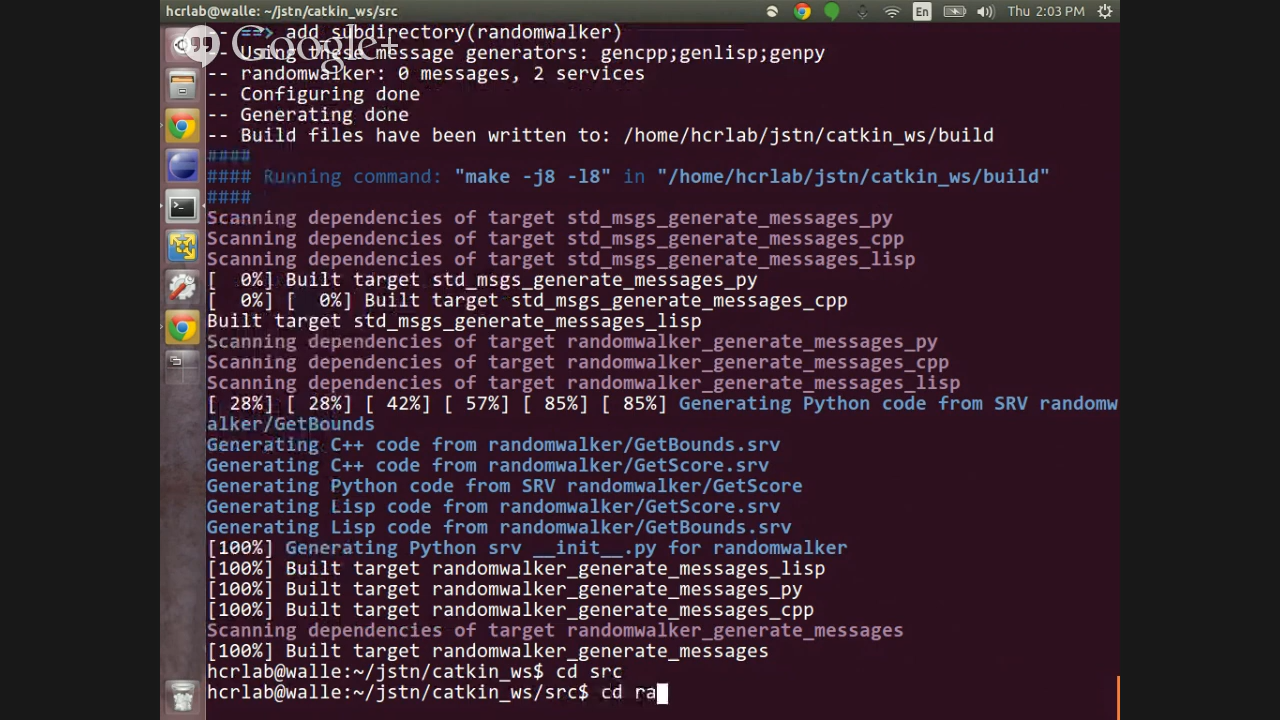 hcrlab@walle: ~/jstn/catkin_ws/src
En
Thu 2:03 PM
Google+
-- ==> add_subdirectory(randomwalker)
-- Using these message generators: gencpp;genlisp;genpy
-- randomwalker: 0 messages, 2 services
-- Configuring done
-- Generating done
-- Build files have been written to: /home/hcrlab/jstn/catkin_ws/build
####
#### Running command: "make -j8 -l8" in "/home/hcrlab/jstn/catkin_ws/build"
####
Scanning dependencies of target std_msgs_generate_messages_py
Scanning dependencies of target std_msgs_generate_messages_cpp
Scanning dependencies of target std_msgs_generate_messages_lisp
[  0%] Built target std_msgs_generate_messages_py
[  0%] [  0%] Built target std_msgs_generate_messages_cpp
Built target std_msgs_generate_messages_lisp
Scanning dependencies of target randomwalker_generate_messages_py
Scanning dependencies of target randomwalker_generate_messages_cpp
Scanning dependencies of target randomwalker_generate_messages_lisp
[ 28%] [ 28%] [ 42%] [ 57%] [ 85%] [ 85%] Generating Python code from SRV randomw
alker/GetBounds
Generating C++ code from randomwalker/GetBounds.srv
Generating C++ code from randomwalker/GetScore.srv
Generating Python code from SRV randomwalker/GetScore
Generating Lisp code from randomwalker/GetScore.srv
Generating Lisp code from randomwalker/GetBounds.srv
[100%] Generating Python srv __init__.py for randomwalker
[100%] Built target randomwalker_generate_messages_lisp
[100%] Built target randomwalker_generate_messages_py
[100%] Built target randomwalker_generate_messages_cpp
Scanning dependencies of target randomwalker_generate_messages
[100%] Built target randomwalker_generate_messages
hcrlab@walle:~/jstn/catkin_ws$ cd src
hcrlab@walle:~/jstn/catkin_ws/src$ cd ra